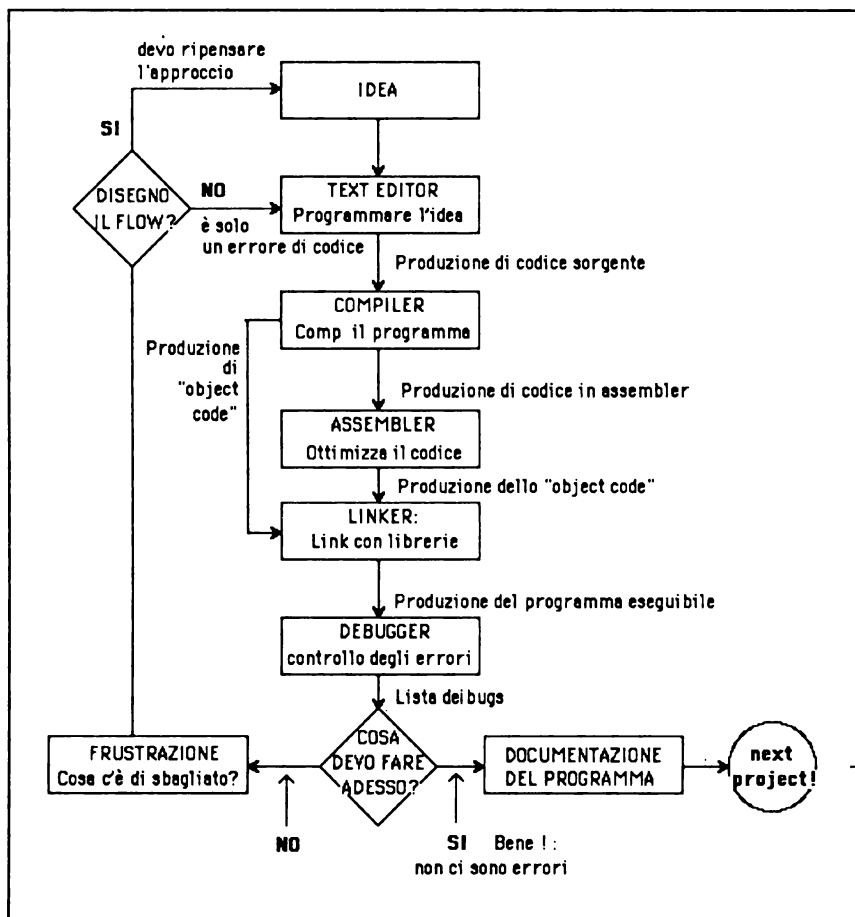 devo ripensare
l'approccio
IDEA
SI
DISEGNO
IL FLOW?
NO
è solo
un errore di codice
TEXT EDITOR
Programmare l'idea
Produzione di codice sorgente
COMPILER
Comp il programma
Produzione
di
"object
code"
Produzione di codice in assembler
ASSEMBLER
Ottimizza il codice
Produzione dello "object code"
LINKER:
Link con librerie
Produzione del programma eseguibile
DEBUGGER
controllo degli errori
Lista dei bugs
COSA
DEVO FARE
ADESSO?
FRUSTRAZIONE
Cosa c'è di sbagliato?
NO
SI Bene ! :
non ci sono errori
DOCUMENTAZIONE
DEL PROGRAMMA
next
project!